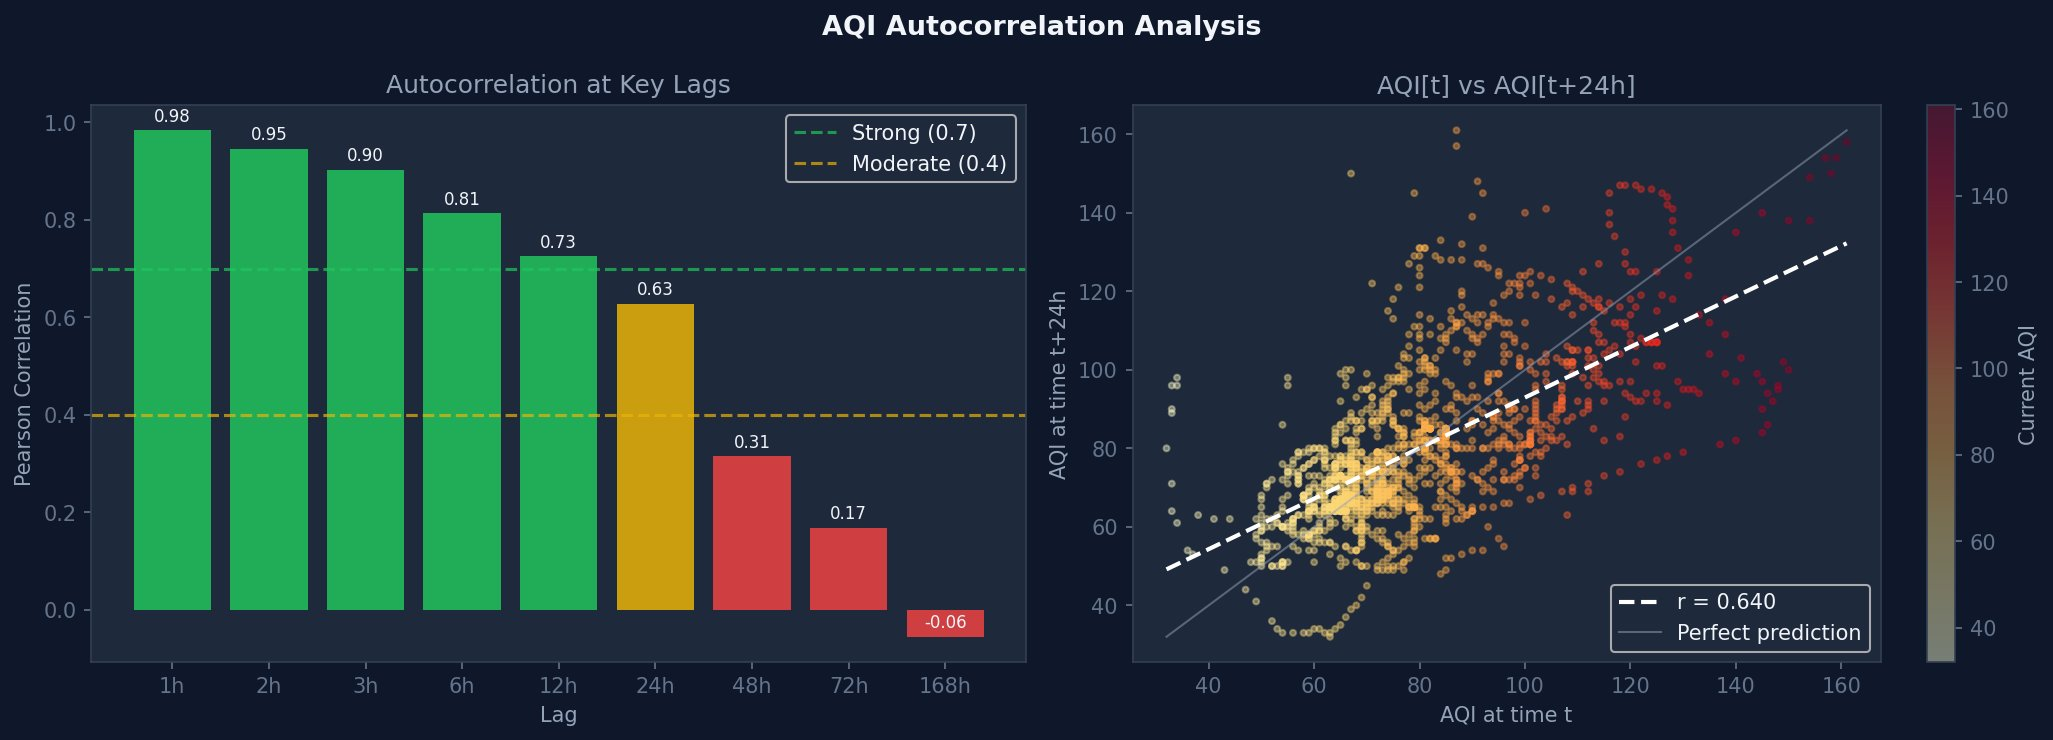 AQI Autocorrelation Analysis
Autocorrelation at Key Lags
Pearson Correlation
1.0
0.8
0.6
0.4
0.2
0.0
0.98
0.95
0.90
0.81
0.73
0.63
0.31
0.17
-0.06
Strong (0.7)
Moderate (0.4)
1h 2h 3h 6h 12h 24h 48h 72h 168h
Lag
AQI[t] vs AQI[t+24h]
AQI at time t+24h
160
140
120
100
80
60
40
r = 0.640
Perfect prediction
40 60 80 100 120 140 160
AQI at time t
160
140
120
100
80
60
40
Current AQI